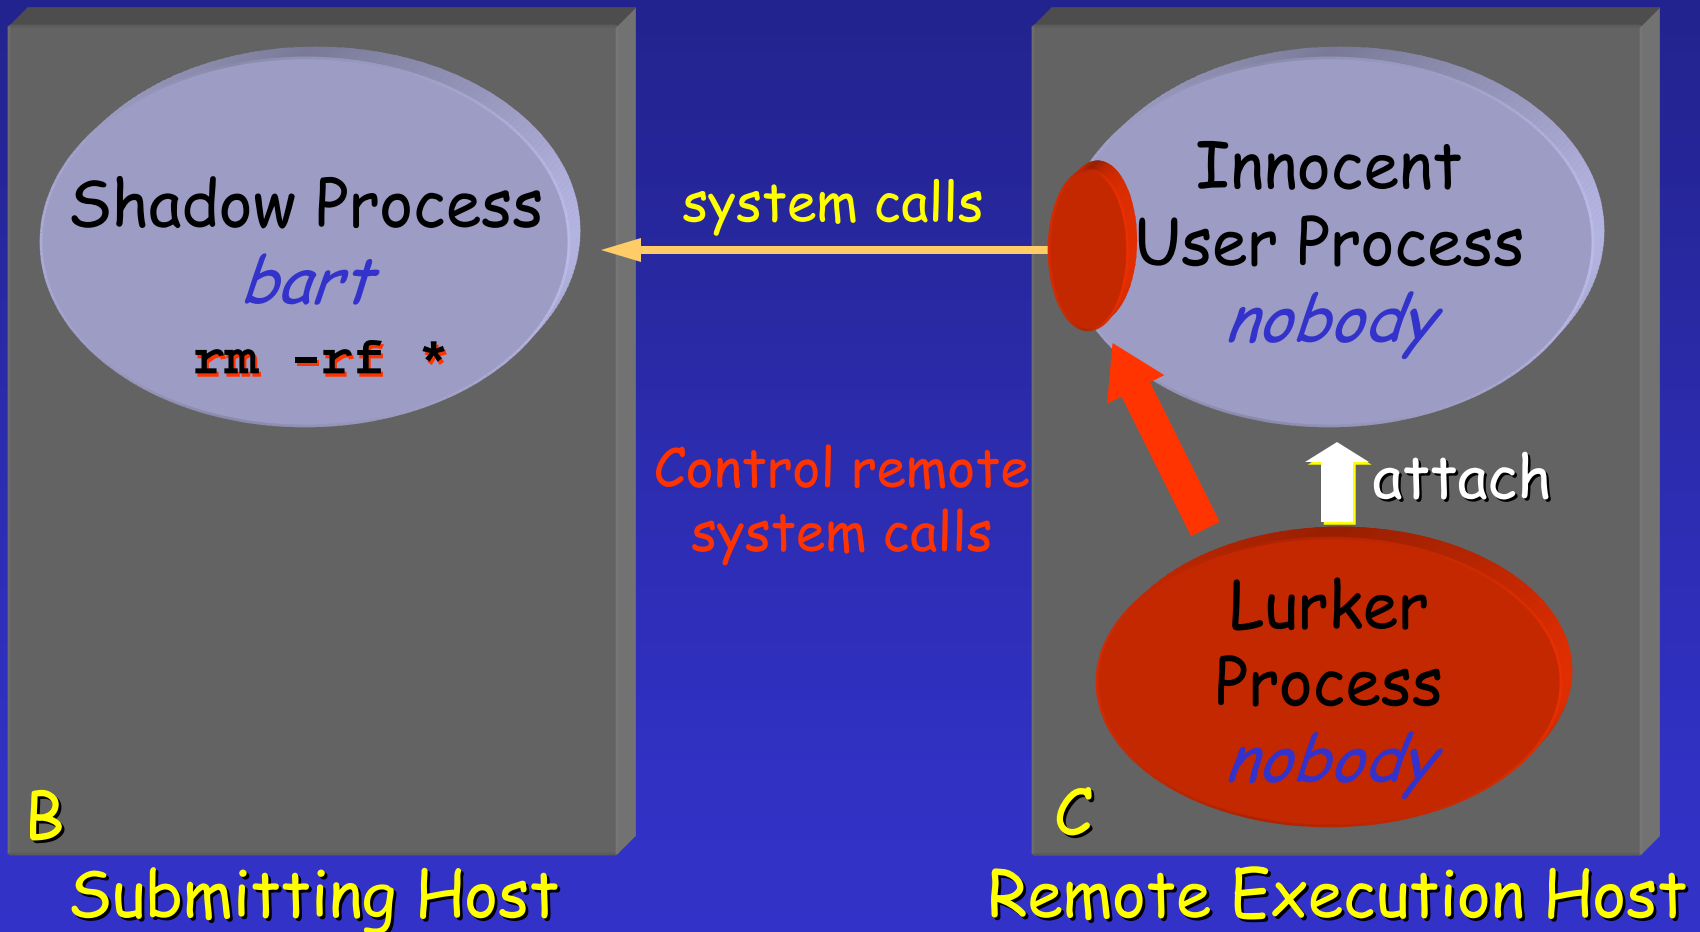 Shadow Process
bart
rm -rf *
B
Submitting Host
system calls
Control remote
system calls
Innocent
User Process
nobody
attach
Lurker
Process
nobody
C
Remote Execution Host